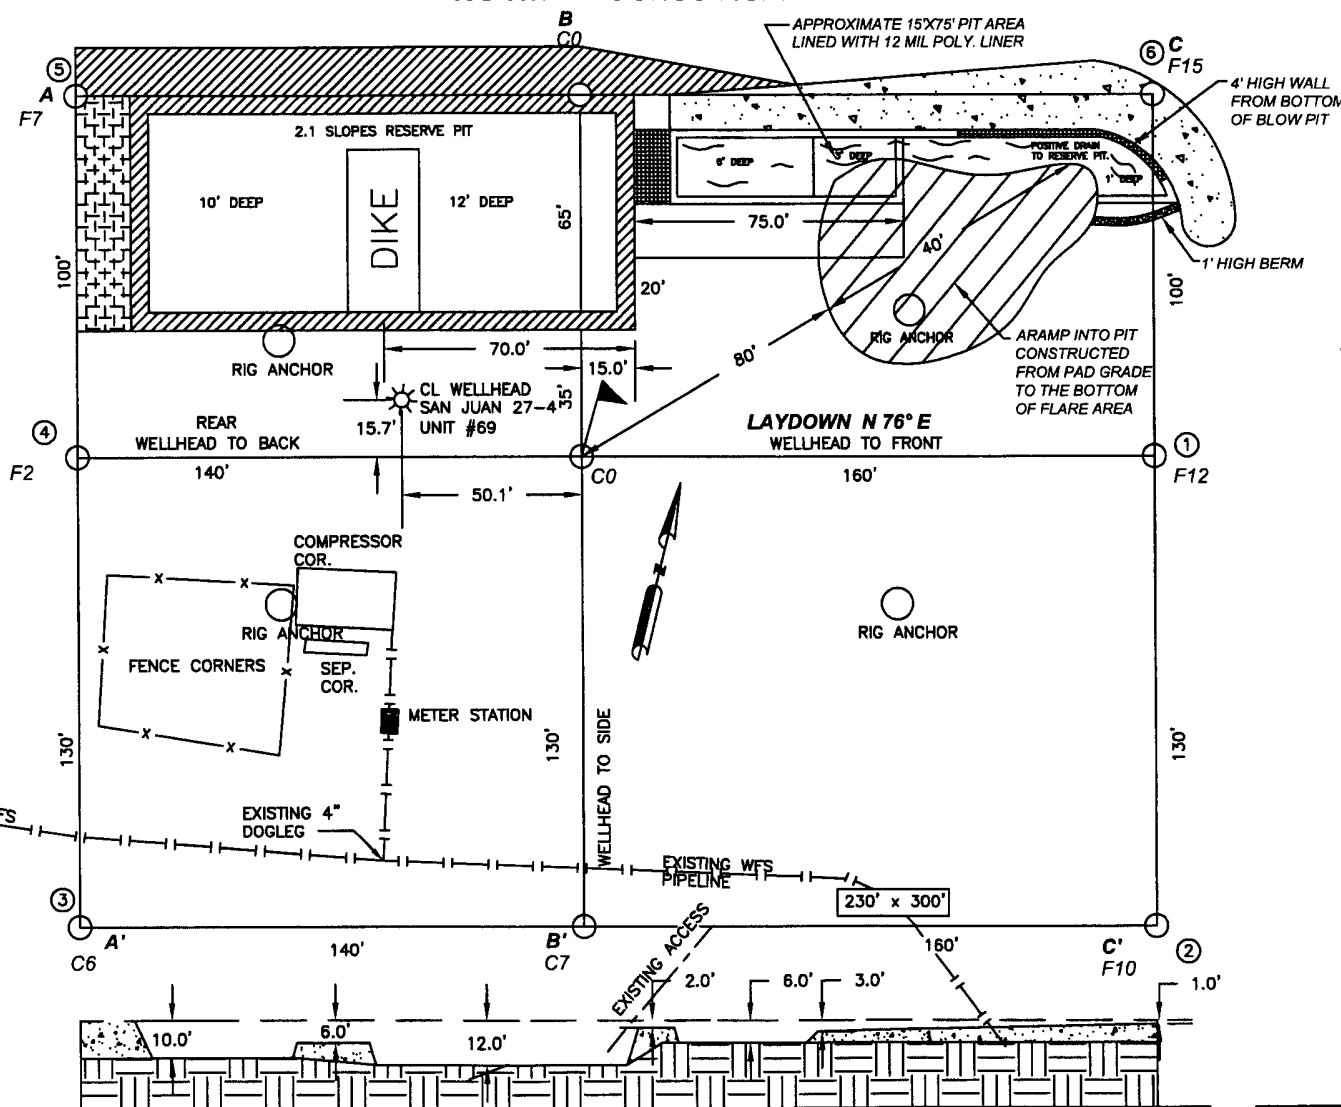 B
C0
APPROXIMATE 15'X75' PIT AREA
LINED WITH 12 MIL POLY. LINER
5
A
F7
6
C
F15
4' HIGH WALL
FROM BOTTOM
OF BLOW PIT
2.1 SLOPES RESERVE PIT
10' DEEP
DIKE
12' DEEP
65'
6' DEEP
3' DEEP
POSITIVE DRAIN
TO RESERVE PIT.
1' DEEP
75.0'
40'
1' HIGH BERM
100'
20'
100'
RIG ANCHOR
RIG ANCHOR
ARAMP INTO PIT
CONSTRUCTED
FROM PAD GRADE
TO THE BOTTOM
OF FLARE AREA
70.0'
15.0'
80'
CL WELLHEAD
SAN JUAN 27-4
UNIT #69
35'
15.7'
REAR
WELLHEAD TO BACK
LAYDOWN N 76° E
WELLHEAD TO FRONT
4
F2
140'
C0
160'
1
F12
50.1'
COMPRESSOR
COR.
N
RIG ANCHOR
RIG ANCHOR
FENCE CORNERS
SEP.
COR.
METER STATION
130'
130'
WELLHEAD TO SIDE
130'
FS
EXISTING 4"
DOGLEG
EXISTING WFS
PIPELINE
230' x 300'
3
A'
C6
140'
B'
C7
EXISTING ACCESS
160'
C'
F10
2
2.0'
6.0'
3.0'
1.0'
10.0'
6.0'
12.0'